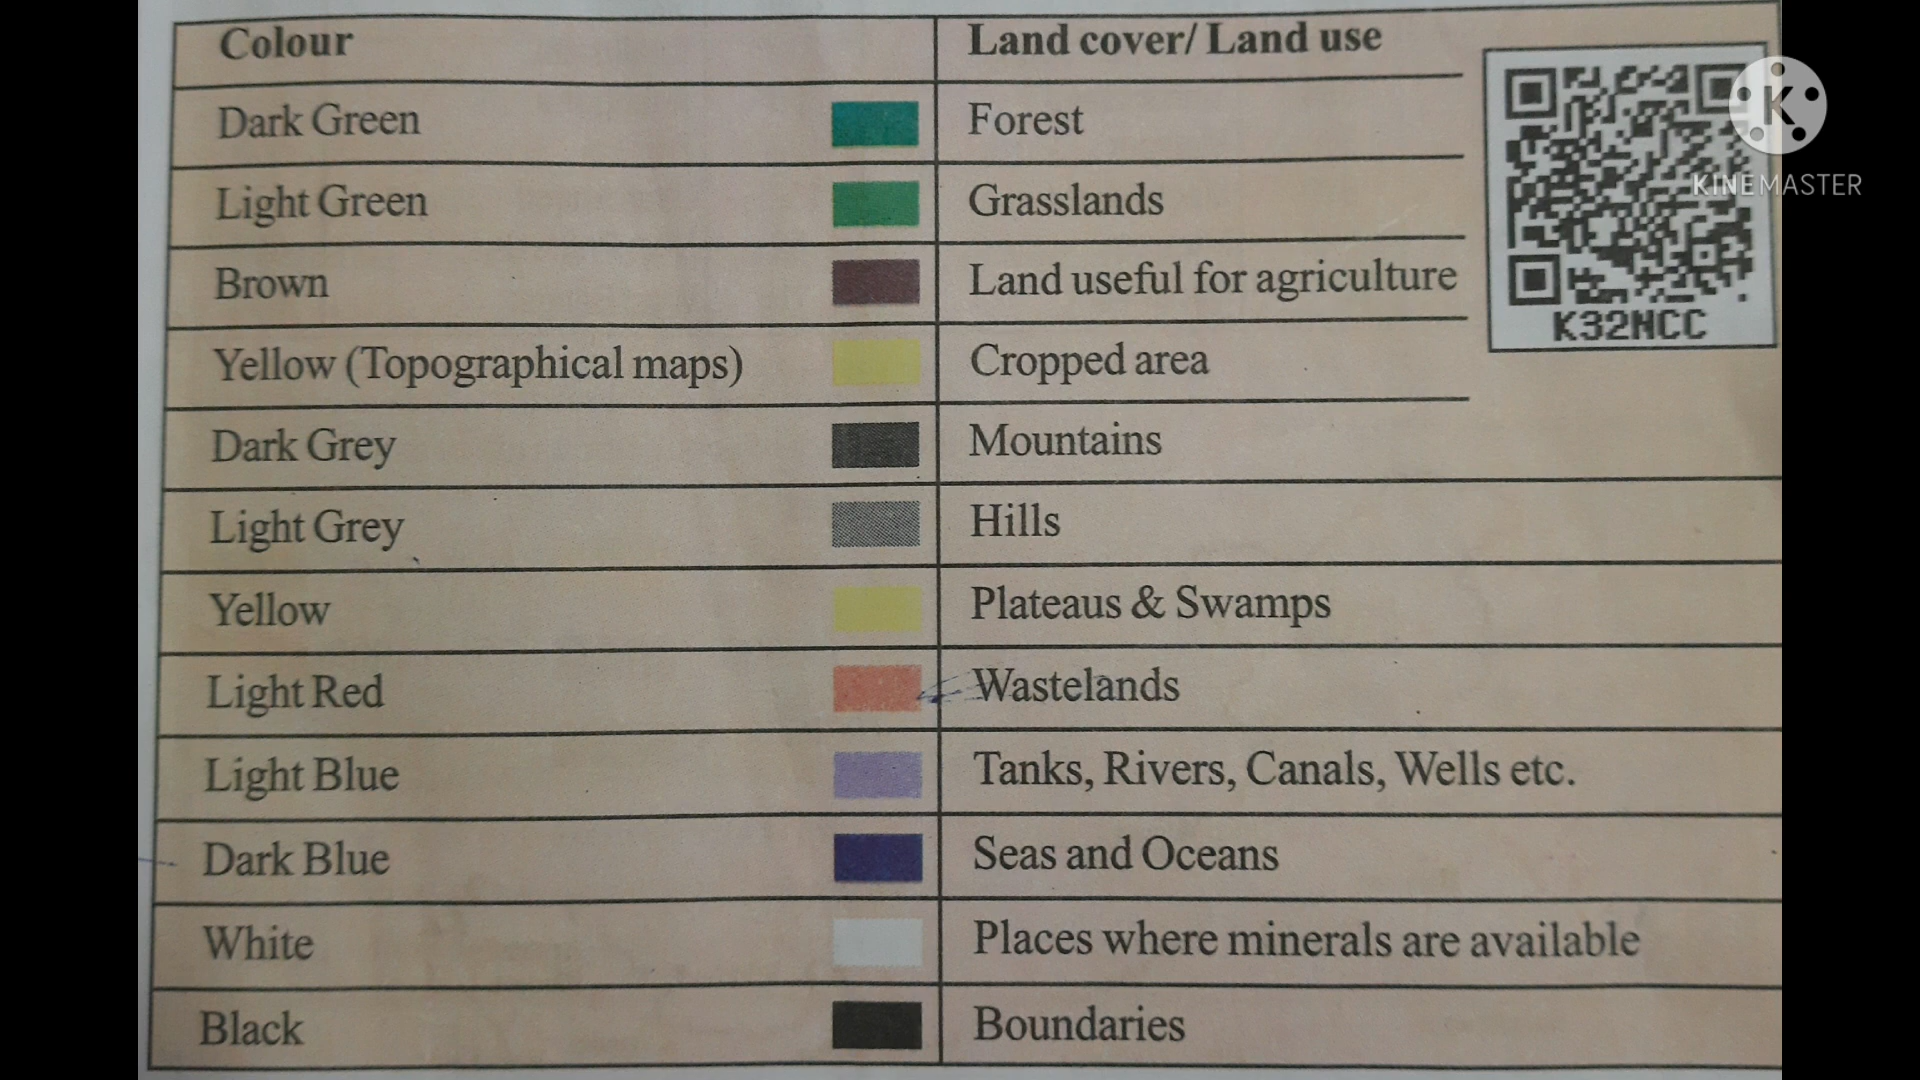 Colour Land cover/ Land use
Dark Green Forest
Light Green Grasslands
Brown Land useful for agriculture
Yellow (Topographical maps) Cropped area
Dark Grey Mountains
Light Grey Hills
Yellow Plateaus & Swamps
Light Red Wastelands
Light Blue Tanks, Rivers, Canals, Wells etc.
Dark Blue Seas and Oceans
White Places where minerals are available
Black Boundaries
K32NCC
K
KINEMASTER